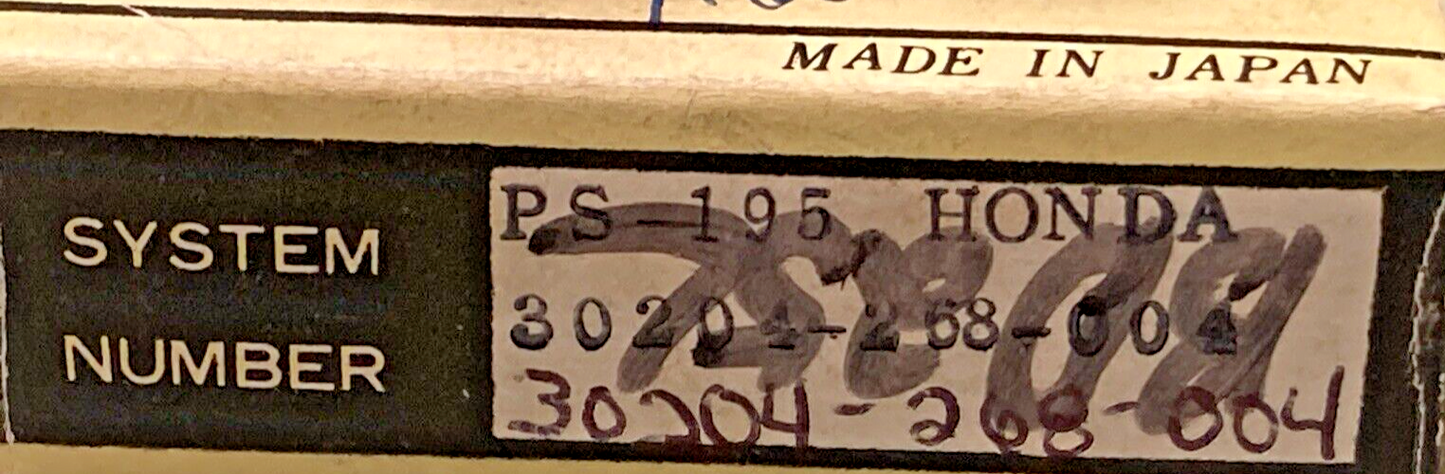 MADE IN JAPAN
SYSTEM
NUMBER
PS-195 HONDA
30204-268-004
30204-268-004